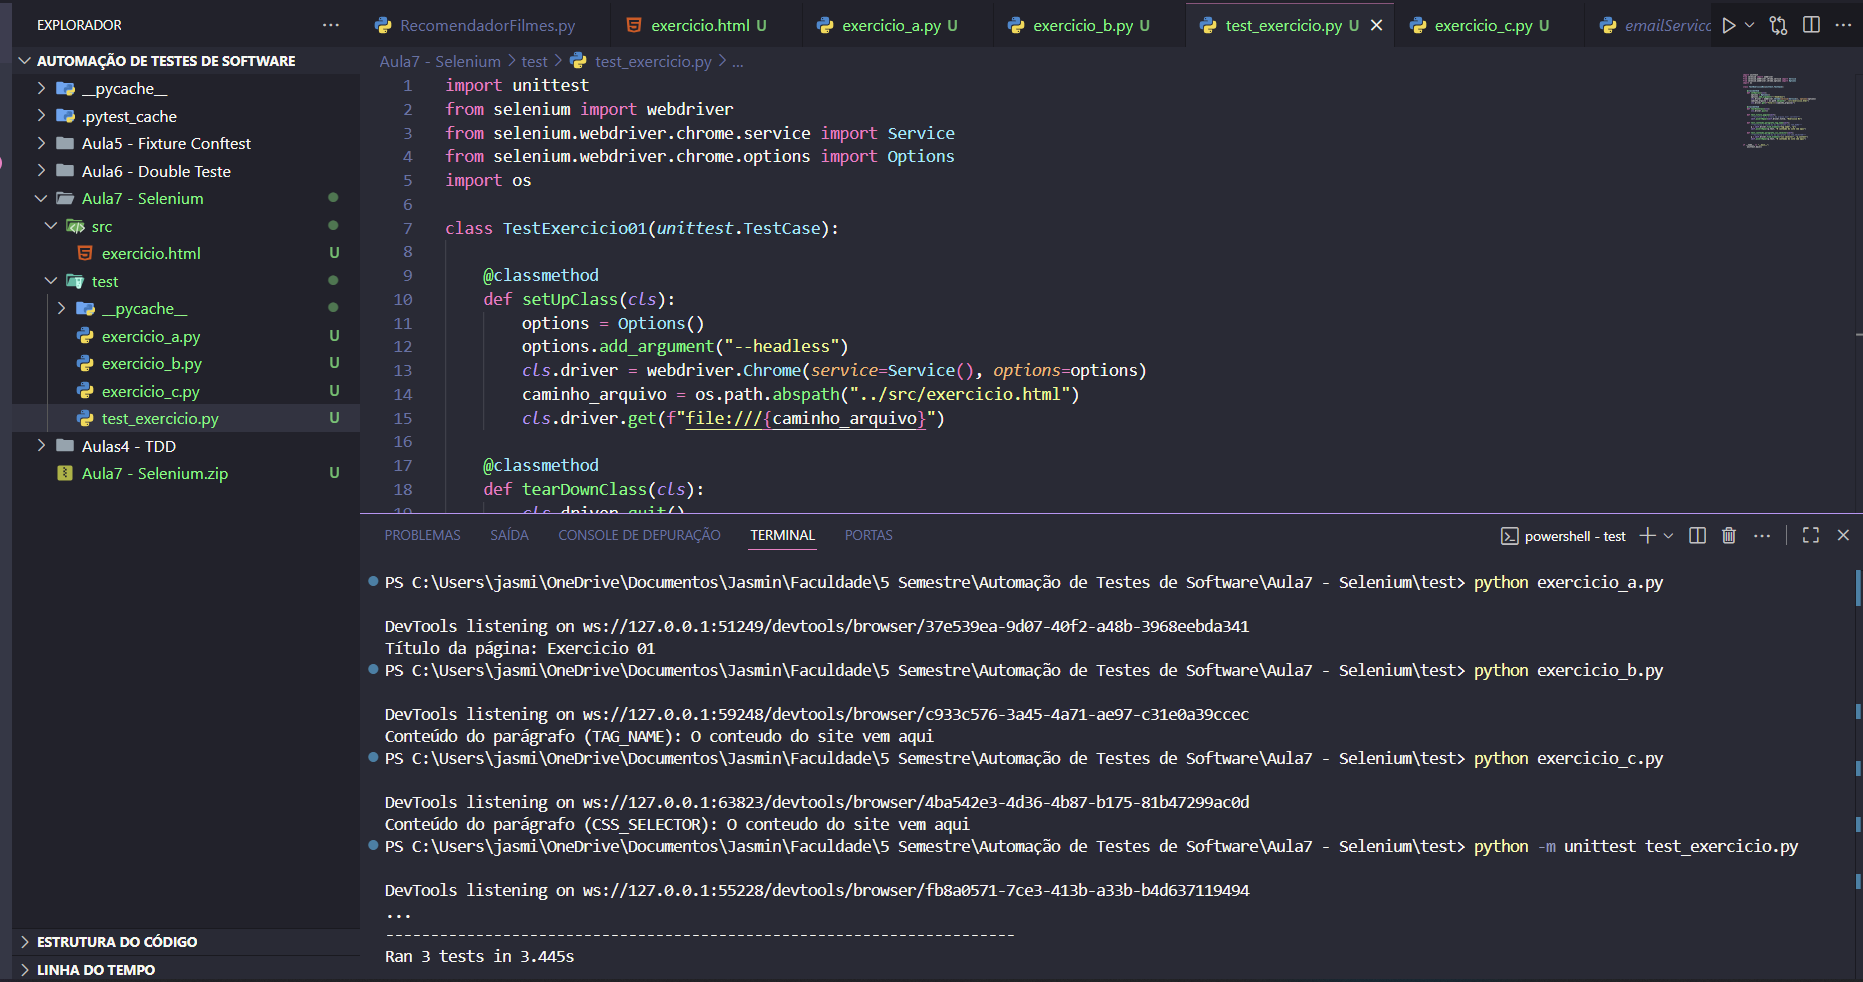 EXPLORADOR ...
AUTOMAÇÃO DE TESTES DE SOFTWARE
__pycache__
.pytest_cache
Aula5 - Fixture Conftest
Aula6 - Double Teste
Aula7 - Selenium
src
exercicio.html U
test
__pycache__
exercicio_a.py U
exercicio_b.py U
exercicio_c.py U
test_exercicio.py U
Aulas4 - TDD
Aula7 - Selenium.zip U
ESTRUTURA DO CÓDIGO
LINHA DO TEMPO
RecomendadorFilmes.py exercicio.html U exercicio_a.py U exercicio_b.py U test_exercicio.py U exercicio_c.py U
Aula7 - Selenium > test > test_exercicio.py > ...
1 import unittest
2 from selenium import webdriver
3 from selenium.webdriver.chrome.service import Service
4 from selenium.webdriver.chrome.options import Options
5 import os
6
7 class TestExercicio01(unittest.TestCase):
8
9 @classmethod
10 def setUpClass(cls):
11 options = Options()
12 options.add_argument("--headless")
13 cls.driver = webdriver.Chrome(service=Service(), options=options)
14 caminho_arquivo = os.path.abspath("../src/exercicio.html")
15 cls.driver.get(f"file:///{caminho_arquivo}")
16
17 @classmethod
18 def tearDownClass(cls):
19 cls.driver.quit()
PROBLEMAS SAÍDA CONSOLE DE DEPURAÇÃO TERMINAL PORTAS powershell - test
PS C:\Users\jasmi\OneDrive\Documentos\Jasmin\Faculdade\5 Semestre\Automação de Testes de Software\Aula7 - Selenium\test> python exercicio_a.py
DevTools listening on ws://127.0.0.1:51249/devtools/browser/37e539ea-9d07-40f2-a48b-3968eebda341
Título da página: Exercicio 01
PS C:\Users\jasmi\OneDrive\Documentos\Jasmin\Faculdade\5 Semestre\Automação de Testes de Software\Aula7 - Selenium\test> python exercicio_b.py
DevTools listening on ws://127.0.0.1:59248/devtools/browser/c933c576-3a45-4a71-ae97-c31e0a39ccec
Conteúdo do parágrafo (TAG_NAME): O conteudo do site vem aqui
PS C:\Users\jasmi\OneDrive\Documentos\Jasmin\Faculdade\5 Semestre\Automação de Testes de Software\Aula7 - Selenium\test> python exercicio_c.py
DevTools listening on ws://127.0.0.1:63823/devtools/browser/4ba542e3-4d36-4b87-b175-81b47299ac0d
Conteúdo do parágrafo (CSS_SELECTOR): O conteudo do site vem aqui
PS C:\Users\jasmi\OneDrive\Documentos\Jasmin\Faculdade\5 Semestre\Automação de Testes de Software\Aula7 - Selenium\test> python -m unittest test_exercicio.py
DevTools listening on ws://127.0.0.1:55228/devtools/browser/fb8a0571-7ce3-413b-a33b-b4d637119494
...
----------------------------------------------------------------------
Ran 3 tests in 3.445s